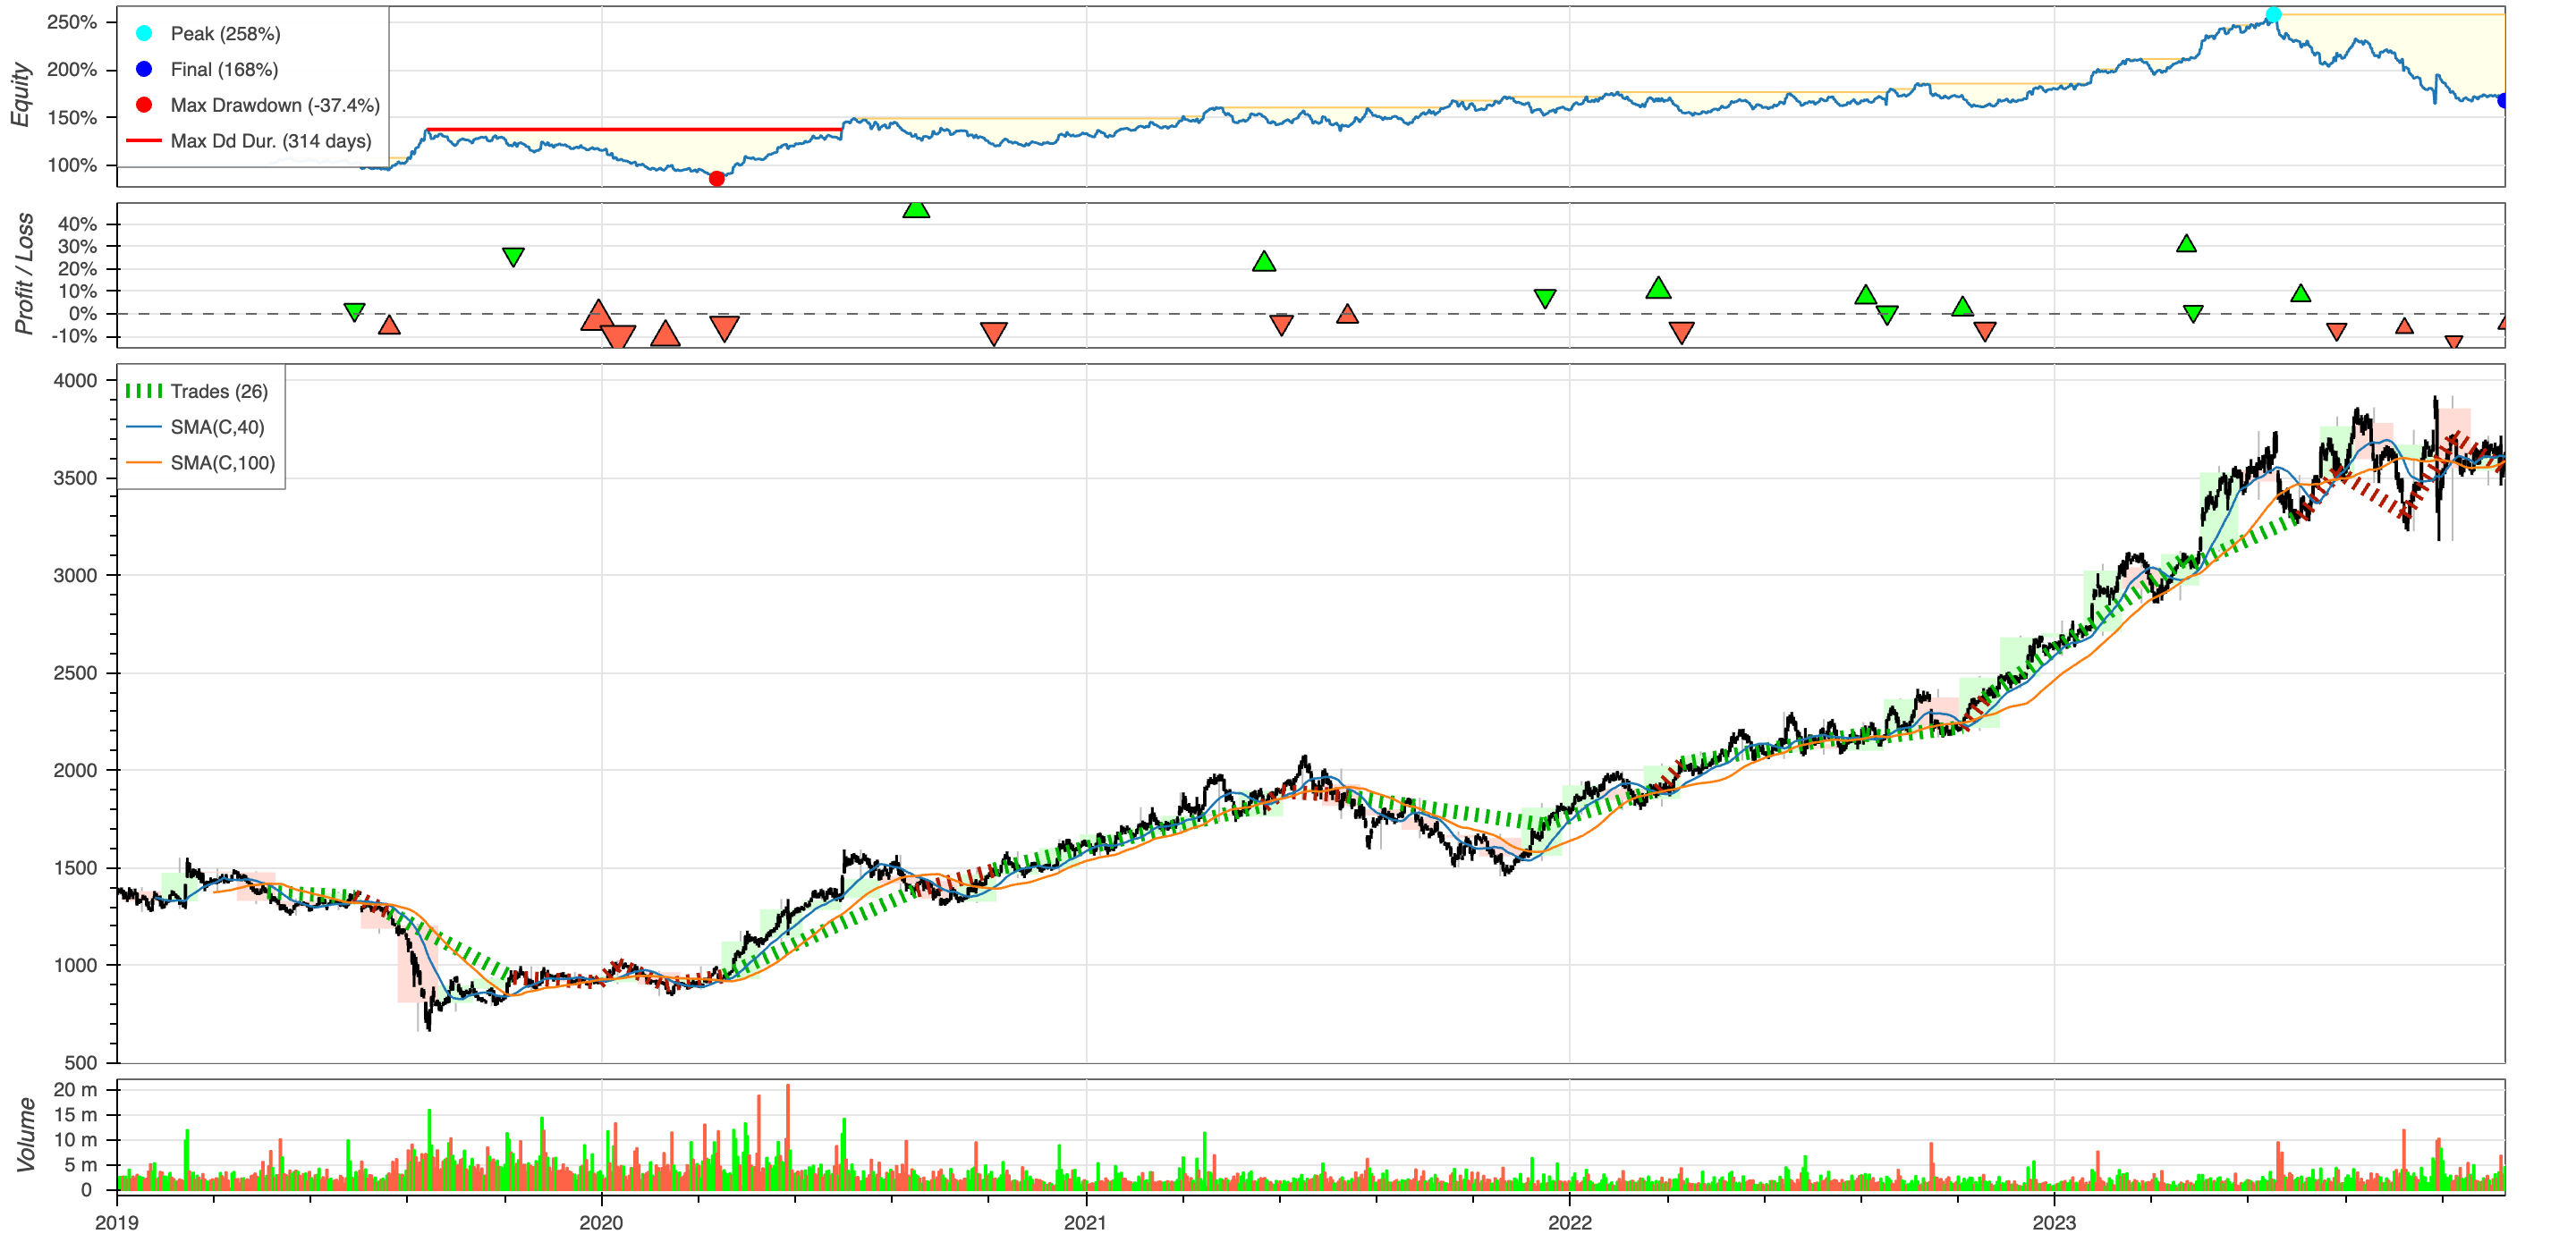 Equity
250%
200%
150%
100%
Peak (258%)
Final (168%)
Max Drawdown (-37.4%)
Max Dd Dur. (314 days)
Profit / Loss
40%
30%
20%
10%
0%
-10%
4000
3500
3000
2500
2000
1500
1000
500
Trades (26)
SMA(C,40)
SMA(C,100)
Volume
20 m
15 m
10 m
5 m
0
2019 2020 2021 2022 2023